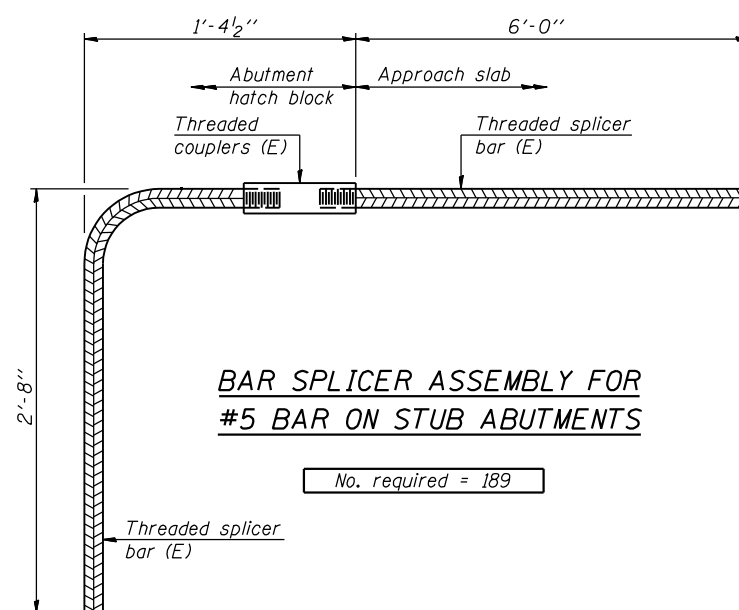 1'-4½"
6'-0"
Abutment
hatch block
Approach slab
Threaded
couplers (E)
Threaded splicer
bar (E)
2'-8"
BAR SPLICER ASSEMBLY FOR
#5 BAR ON STUB ABUTMENTS
No. required = 189
Threaded splicer
bar (E)